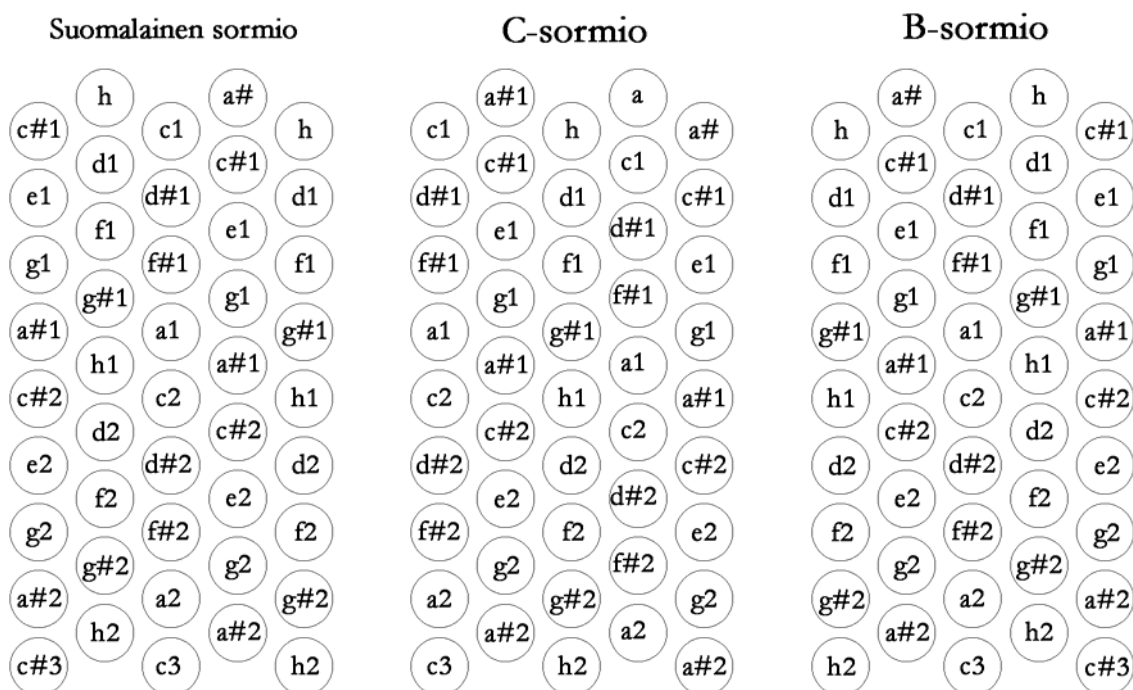 Suomalainen sormio
h a#
c#1 c1 h
d1 c#1
e1 d#1 d1
f1 e1
g1 f#1 f1
g#1 g1
a#1 a1 g#1
h1 a#1
c#2 c2 h1
d2 c#2
e2 d#2 d2
f2 e2
g2 f#2 f2
g#2 g2
a#2 a2 g#2
h2 a#2
c#3 c3 h2
C-sormio
a#1 a
c1 h a#
c#1 c1
d#1 d1 c#1
e1 d#1
f#1 f1 e1
g1 f#1
a1 g#1 g1
a#1 a1
c2 h1 a#1
c#2 c2
d#2 d2 c#2
e2 d#2
f#2 f2 e2
g2 f#2
a2 g#2 g2
a#2 a2
c3 h2 a#2
B-sormio
a# h
h c1 c#1
c#1 d1
d1 d#1 e1
e1 f1
f1 f#1 g1
g1 g#1
g#1 a1 a#1
a#1 h1
h1 c2 c#2
c#2 d2
d2 d#2 e2
e2 f2
f2 f#2 g2
g2 g#2
g#2 a2 a#2
a#2 h2
h2 c3 c#3